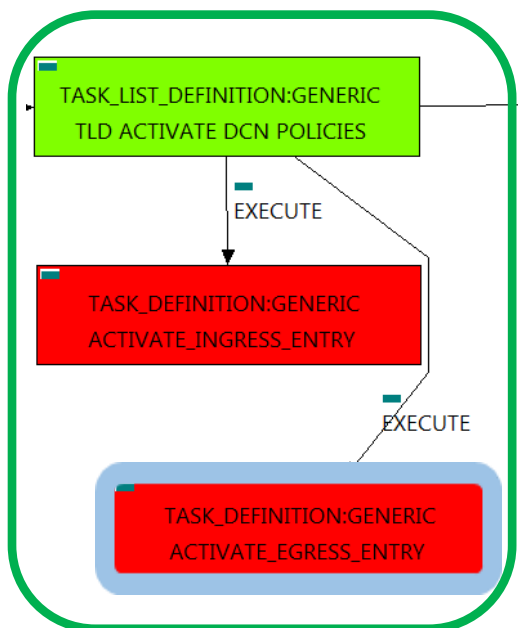 TASK_LIST_DEFINITION:GENERIC
TLD ACTIVATE DCN POLICIES
EXECUTE
TASK_DEFINITION:GENERIC
ACTIVATE_INGRESS_ENTRY
EXECUTE
TASK_DEFINITION:GENERIC
ACTIVATE_EGRESS_ENTRY